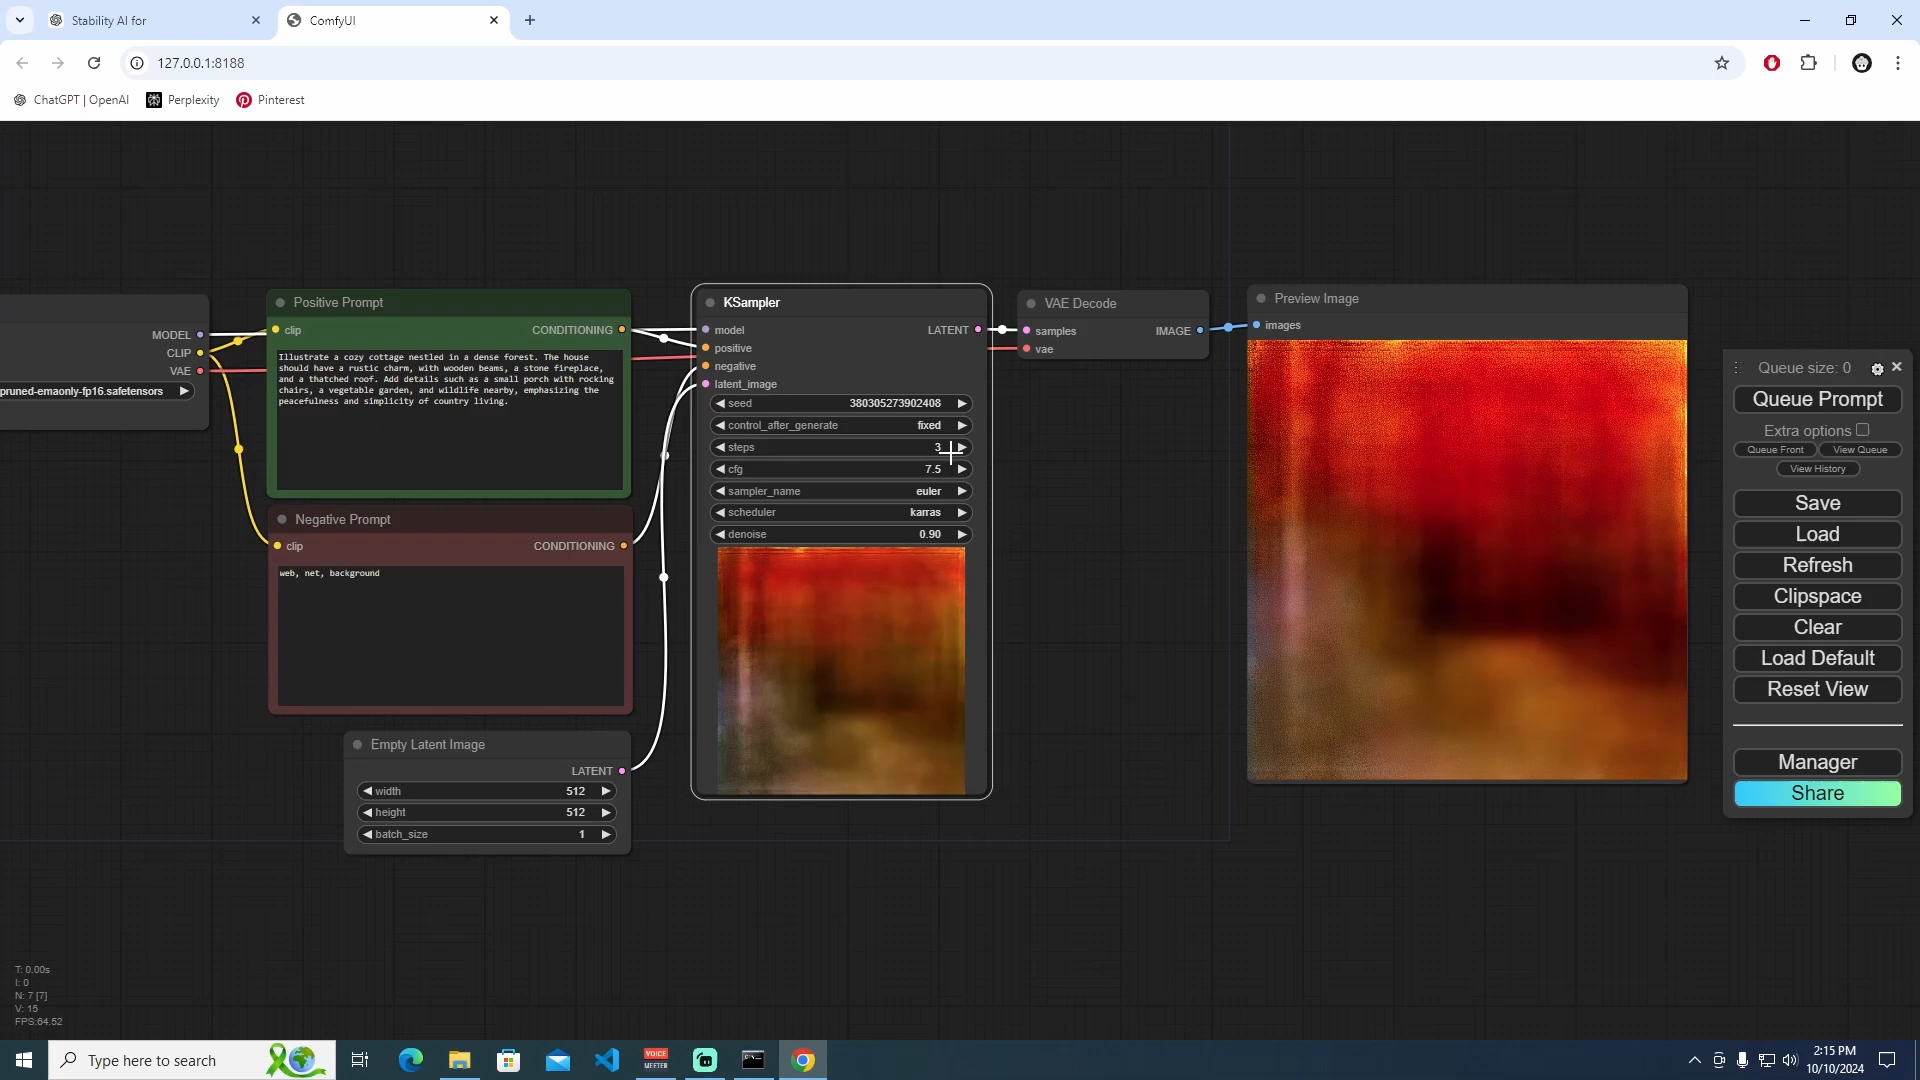 Stability AI for
ComfyUI
127.0.0.1:8188
ChatGPT | OpenAI
Perplexity
Pinterest
MODEL
CLIP
VAE
pruned-emaonly-fp16.safetensors
Positive Prompt
clip
CONDITIONING
Illustrate a cozy cottage nestled in a dense forest. The house
should have a rustic charm, with wooden beams, a stone fireplace,
and a thatched roof. Add details such as a small porch with rocking
chairs, a vegetable garden, and wildlife nearby, emphasizing the
peacefulness and simplicity of country living.
Negative Prompt
clip
CONDITIONING
web, net, background
Empty Latent Image
LATENT
width 512
height 512
batch_size 1
KSampler
model
LATENT
positive
negative
latent_image
seed 380305273902408
control_after_generate fixed
steps 3
cfg 7.5
sampler_name euler
scheduler karras
denoise 0.90
VAE Decode
samples
IMAGE
vae
Preview Image
images
Queue size: 0
Queue Prompt
Extra options
Queue Front
View Queue
View History
Save
Load
Refresh
Clipspace
Clear
Load Default
Reset View
Manager
Share
T: 0.00s
I: 0
N: 7 [7]
V: 15
FPS:64.52
Type here to search
VOICE
MEETER
2:15 PM
10/10/2024